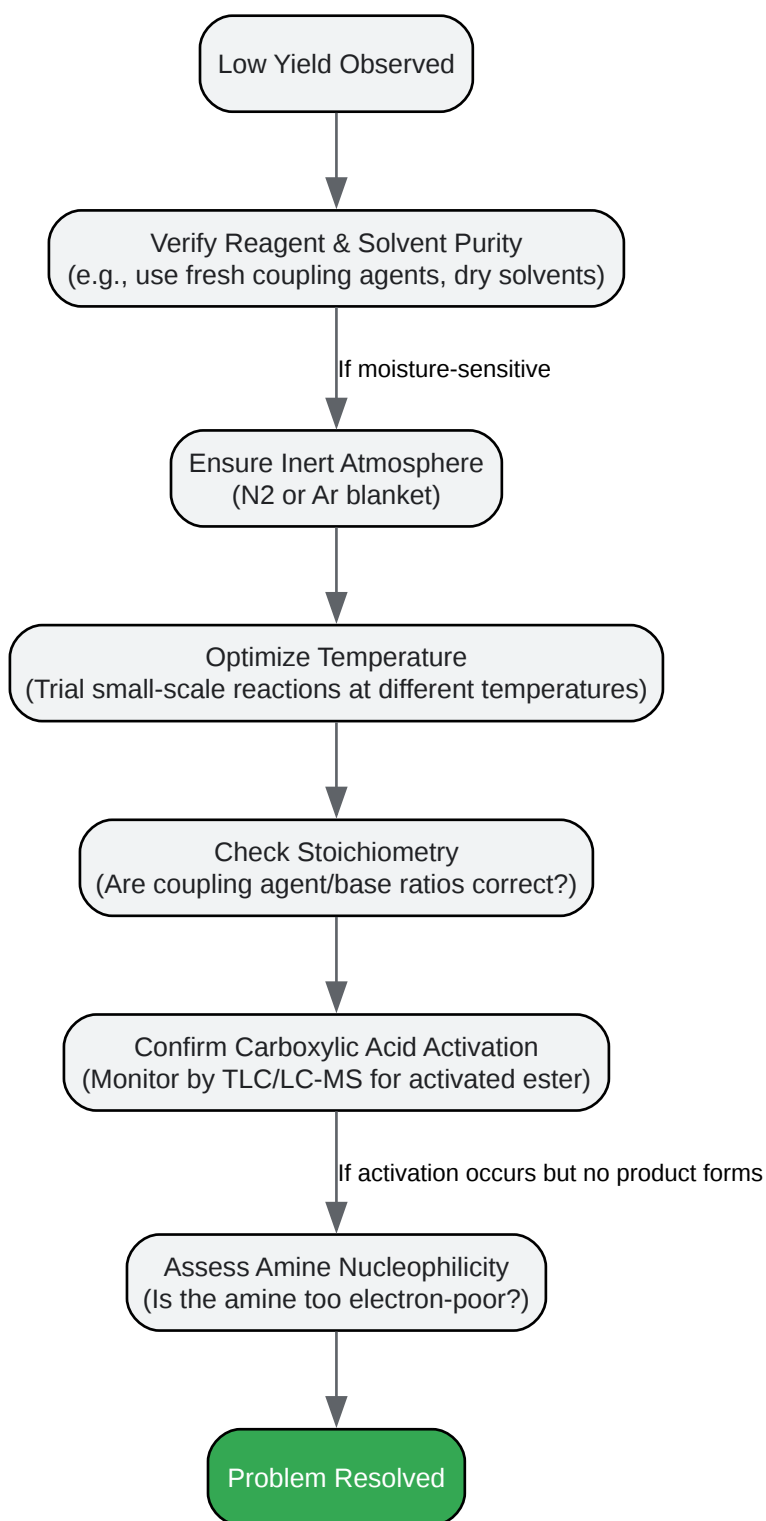 Low Yield Observed
Verify Reagent & Solvent Purity
(e.g., use fresh coupling agents, dry solvents)
If moisture-sensitive
Ensure Inert Atmosphere
(N2 or Ar blanket)
Optimize Temperature
(Trial small-scale reactions at different temperatures)
Check Stoichiometry
(Are coupling agent/base ratios correct?)
Confirm Carboxylic Acid Activation
(Monitor by TLC/LC-MS for activated ester)
If activation occurs but no product forms
Assess Amine Nucleophilicity
(Is the amine too electron-poor?)
Problem Resolved